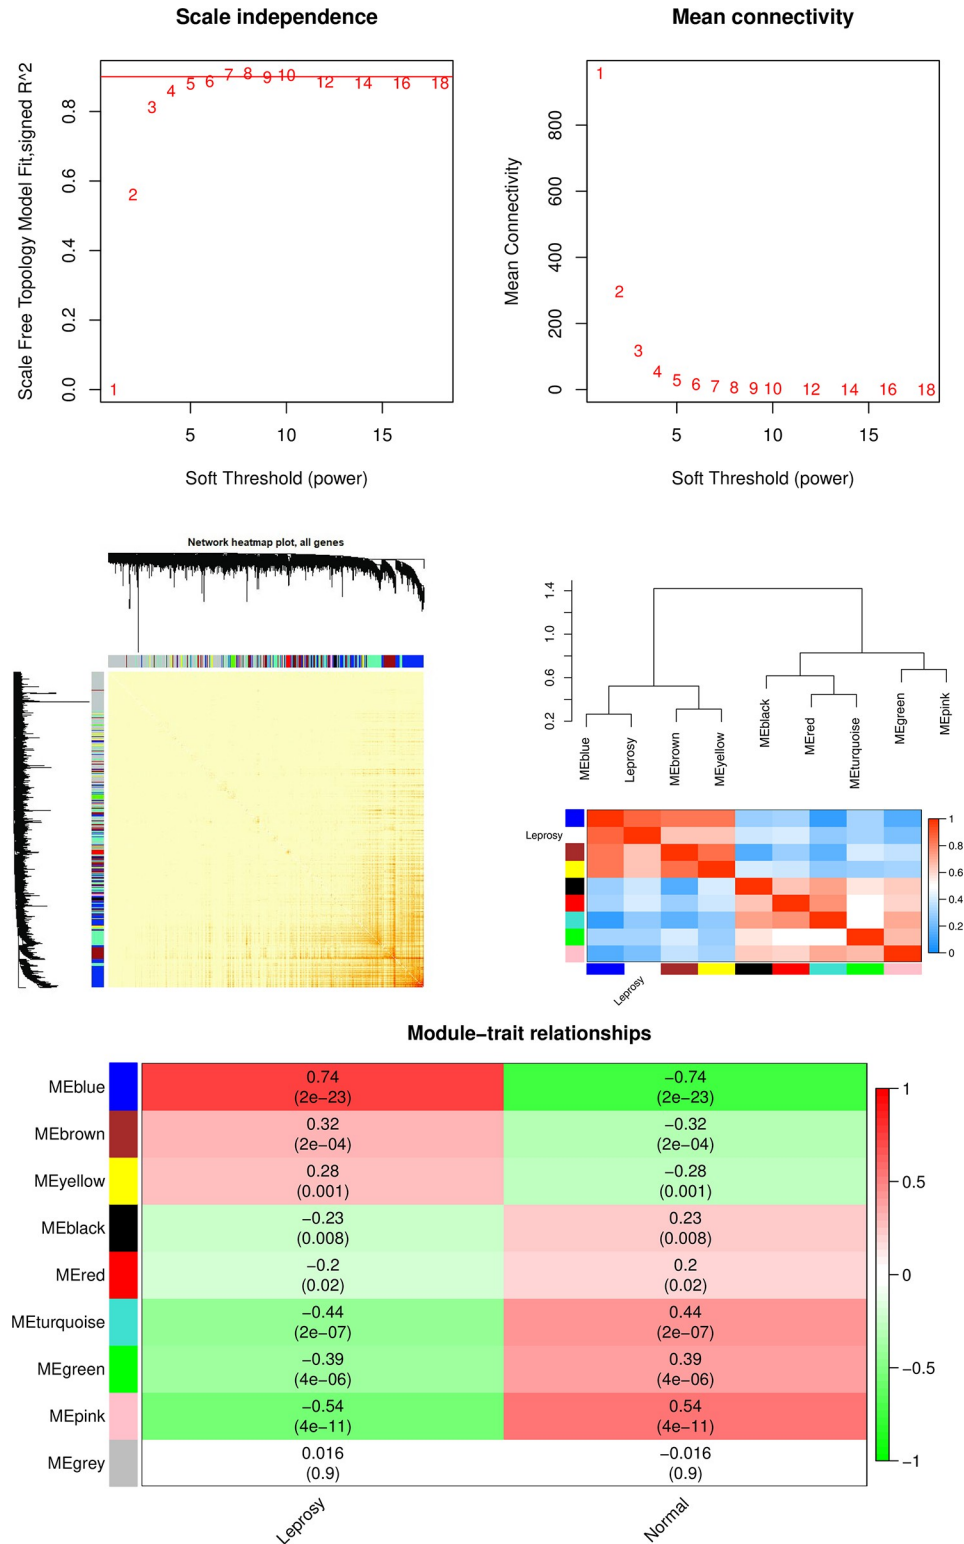 Scale independence
Scale Free Topology Model Fit,signed R^2
0.8
0.6
0.4
0.2
0.0
1 2 3 4 5 6 7 8 9 10 12 14 16 18
5 10 15
Soft Threshold (power)
Mean connectivity
Mean Connectivity
800
600
400
200
0
1 2 3 4 5 6 7 8 9 10 12 14 16 18
5 10 15
Soft Threshold (power)
Network heatmap plot, all genes
1.4
1.0
0.6
0.2
MEblue
Leprosy
MEbrown
MEyellow
MEblack
MEred
MEturquoise
MEgreen
MEpink
Leprosy
1
0.8
0.6
0.4
0.2
0
Leprosy
Module−trait relationships
MEblue
0.74 −0.74
(2e−23) (2e−23)
MEbrown
0.32 −0.32
(2e−04) (2e−04)
MEyellow
0.28 −0.28
(0.001) (0.001)
MEblack
−0.23 0.23
(0.008) (0.008)
MEred
−0.2 0.2
(0.02) (0.02)
MEturquoise
−0.44 0.44
(2e−07) (2e−07)
MEgreen
−0.39 0.39
(4e−06) (4e−06)
MEpink
−0.54 0.54
(4e−11) (4e−11)
MEgrey
0.016 −0.016
(0.9) (0.9)
1
0.5
0
−0.5
−1
Leprosy
Normal